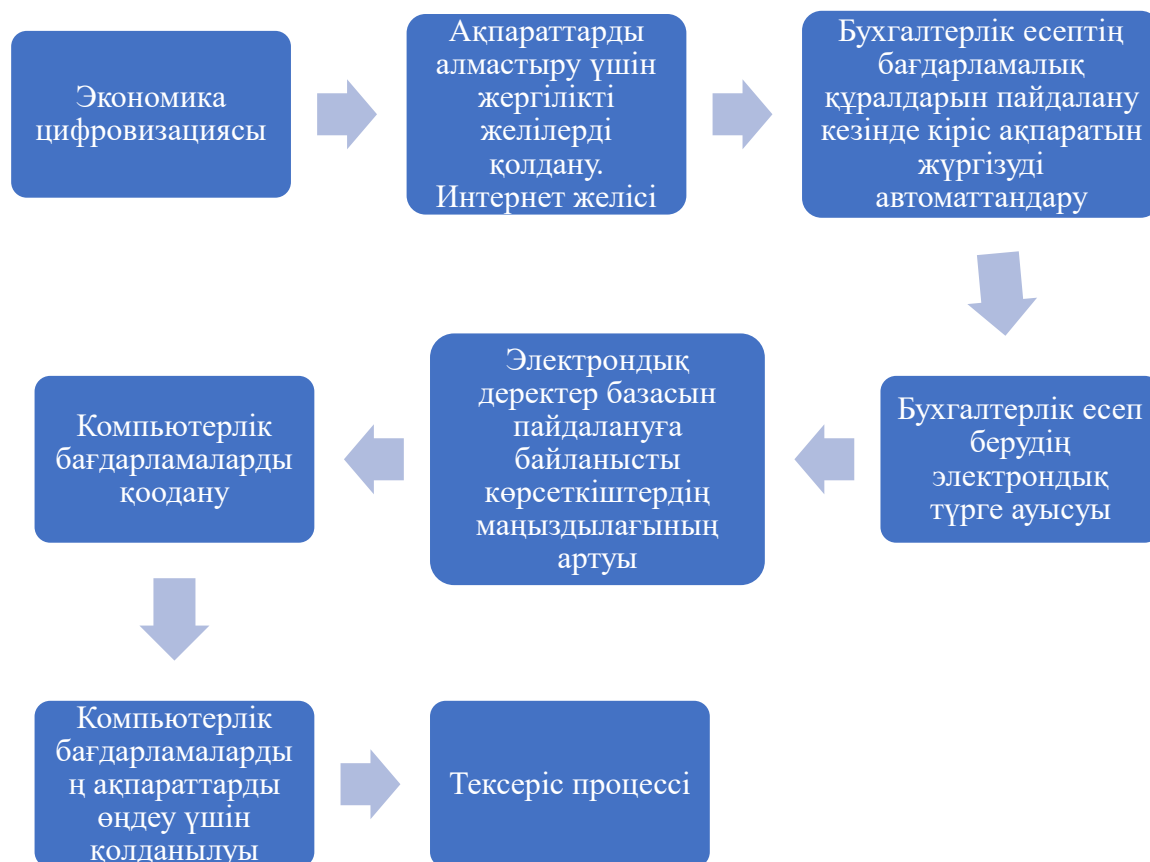 Экономика
цифровизациясы
Ақпараттарды
алмастыру үшін
жергілікті
желілерді
қолдану.
Интернет желісі
Бухгалтерлік есептің
бағдарламалық
құралдарын пайдалану
кезінде кіріс ақпаратын
жүргізуді
автоматтандару
Бухгалтерлік есеп
берудің
электрондық
түрге ауысуы
Электрондық
деректер базасын
пайдалануға
байланысты
көрсеткіштердің
маңыздылағының
артуы
Компьютерлік
бағдарламаларды
қоодану
Компьютерлік
бағдарламаларды
ң ақпараттарды
өңдеу үшін
қолданылуы
Тексеріс процессі